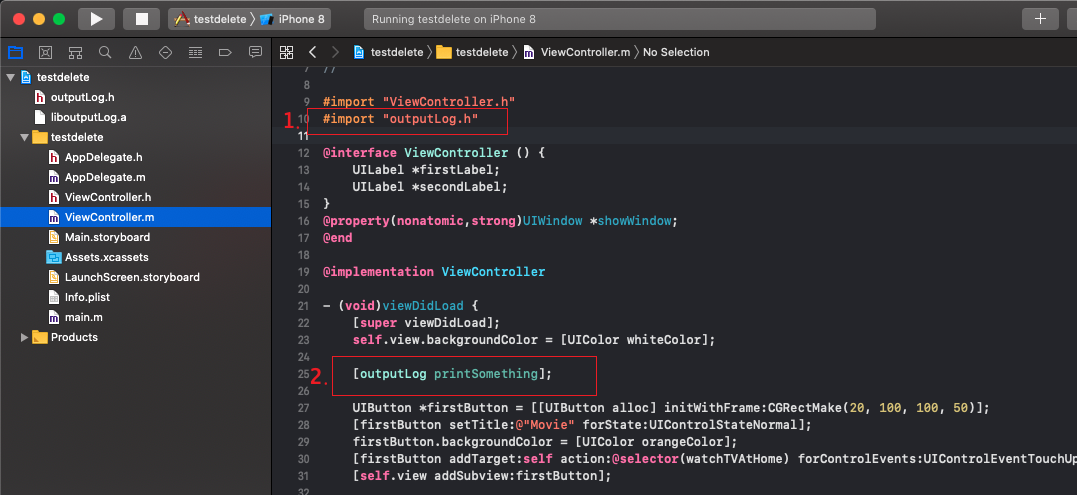 testdelete iPhone 8
Running testdelete on iPhone 8
testdelete testdelete ViewController.m No Selection
testdelete
outputLog.h
liboutputLog.a
testdelete
AppDelegate.h
AppDelegate.m
ViewController.h
ViewController.m
Main.storyboard
Assets.xcassets
LaunchScreen.storyboard
Info.plist
main.m
Products
7 //
8
9 #import "ViewController.h"
1. 10 #import "outputLog.h"
11
12 @interface ViewController () {
13 UILabel *firstLabel;
14 UILabel *secondLabel;
15 }
16 @property(nonatomic,strong)UIWindow *showWindow;
17 @end
18
19 @implementation ViewController
20
21 - (void)viewDidLoad {
22 [super viewDidLoad];
23 self.view.backgroundColor = [UIColor whiteColor];
24
2. 25 [outputLog printSomething];
26
27 UIButton *firstButton = [[UIButton alloc] initWithFrame:CGRectMake(20, 100, 100, 50)];
28 [firstButton setTitle:@"Movie" forState:UIControlStateNormal];
29 firstButton.backgroundColor = [UIColor orangeColor];
30 [firstButton addTarget:self action:@selector(watchTVAtHome) forControlEvents:UIControlEventTouchUp
31 [self.view addSubview:firstButton];
32